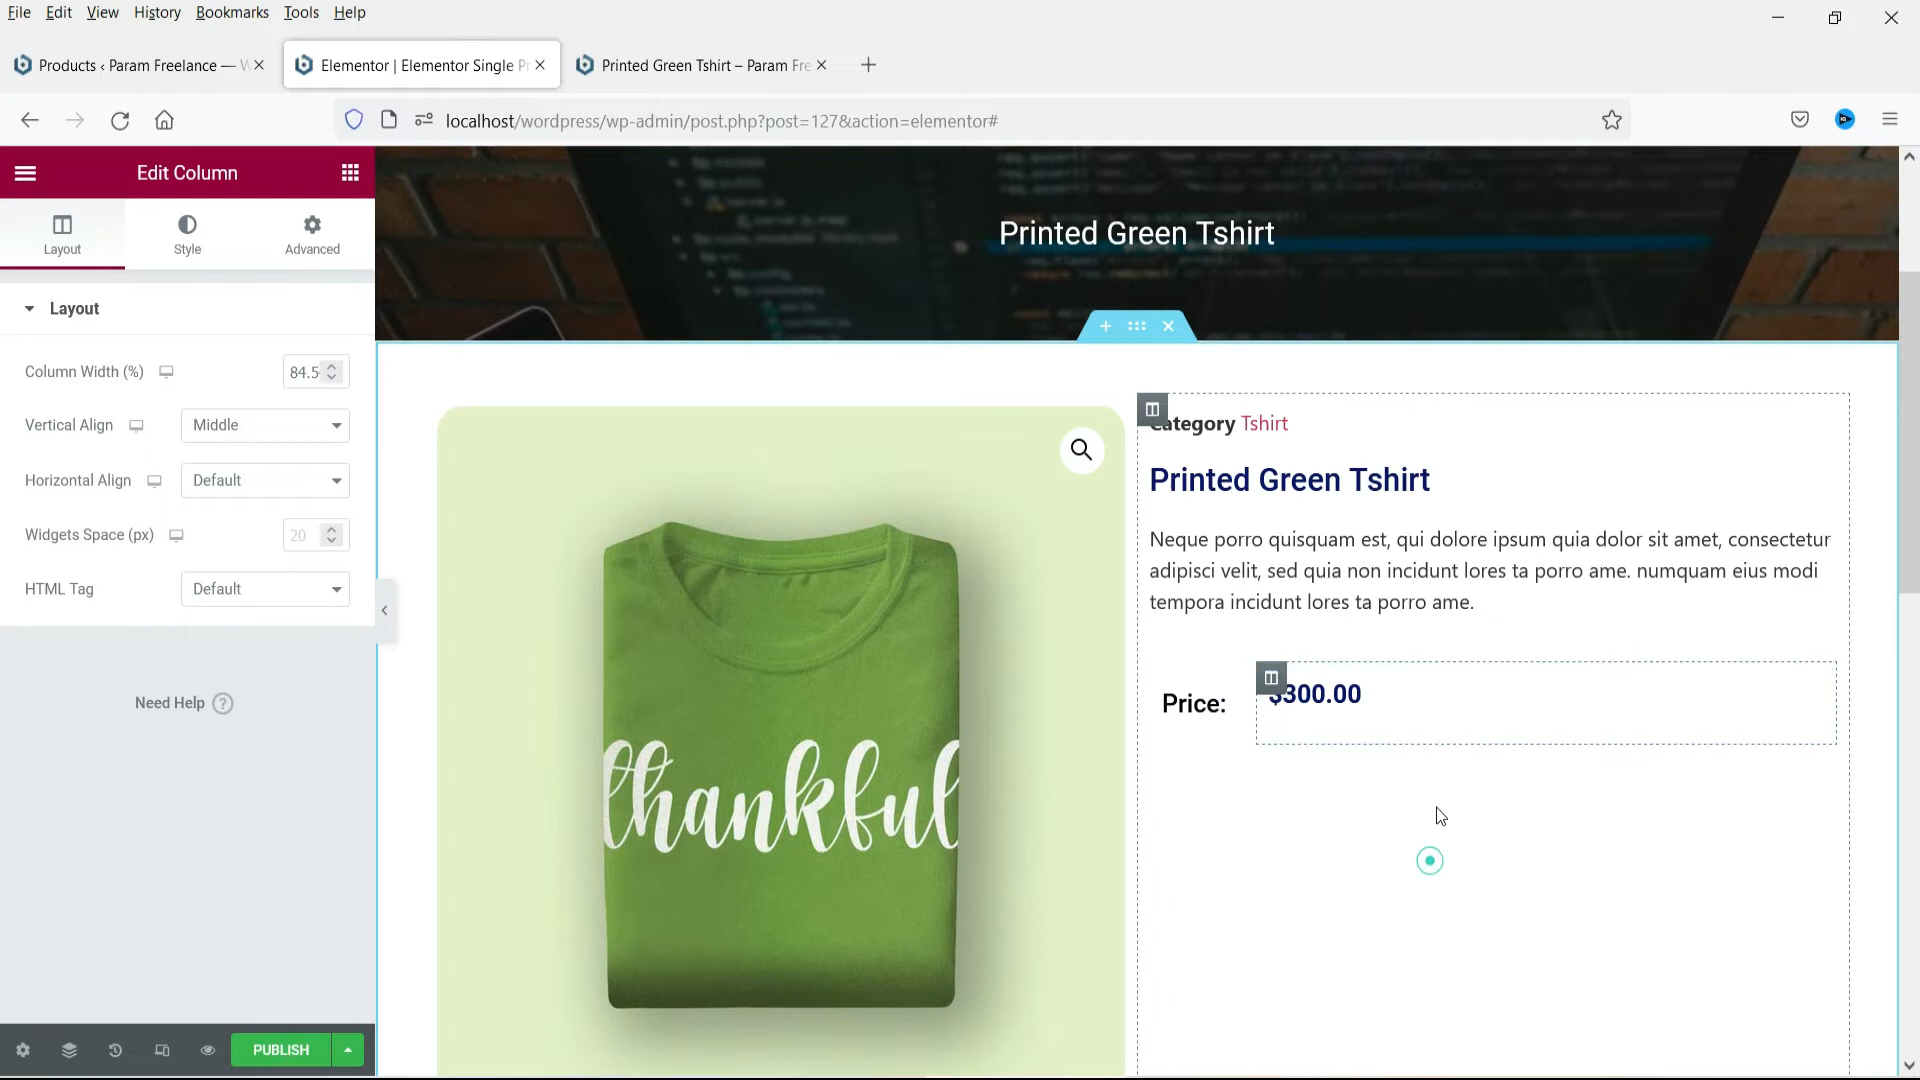 File Edit View History Bookmarks Tools Help
Products ‹ Param Freelance — W
Elementor | Elementor Single Pr
Printed Green Tshirt – Param Fre
localhost/wordpress/wp-admin/post.php?post=127&action=elementor#
Edit Column
Layout
Style
Advanced
Layout
Column Width (%)
84.5
Vertical Align
Middle
Horizontal Align
Default
Widgets Space (px)
20
HTML Tag
Default
Need Help ?
PUBLISH
Printed Green Tshirt
Category Tshirt
Printed Green Tshirt
Neque porro quisquam est, qui dolore ipsum quia dolor sit amet, consectetur
adipisci velit, sed quia non incidunt lores ta porro ame. numquam eius modi
tempora incidunt lores ta porro ame.
Price:
$300.00
thankful